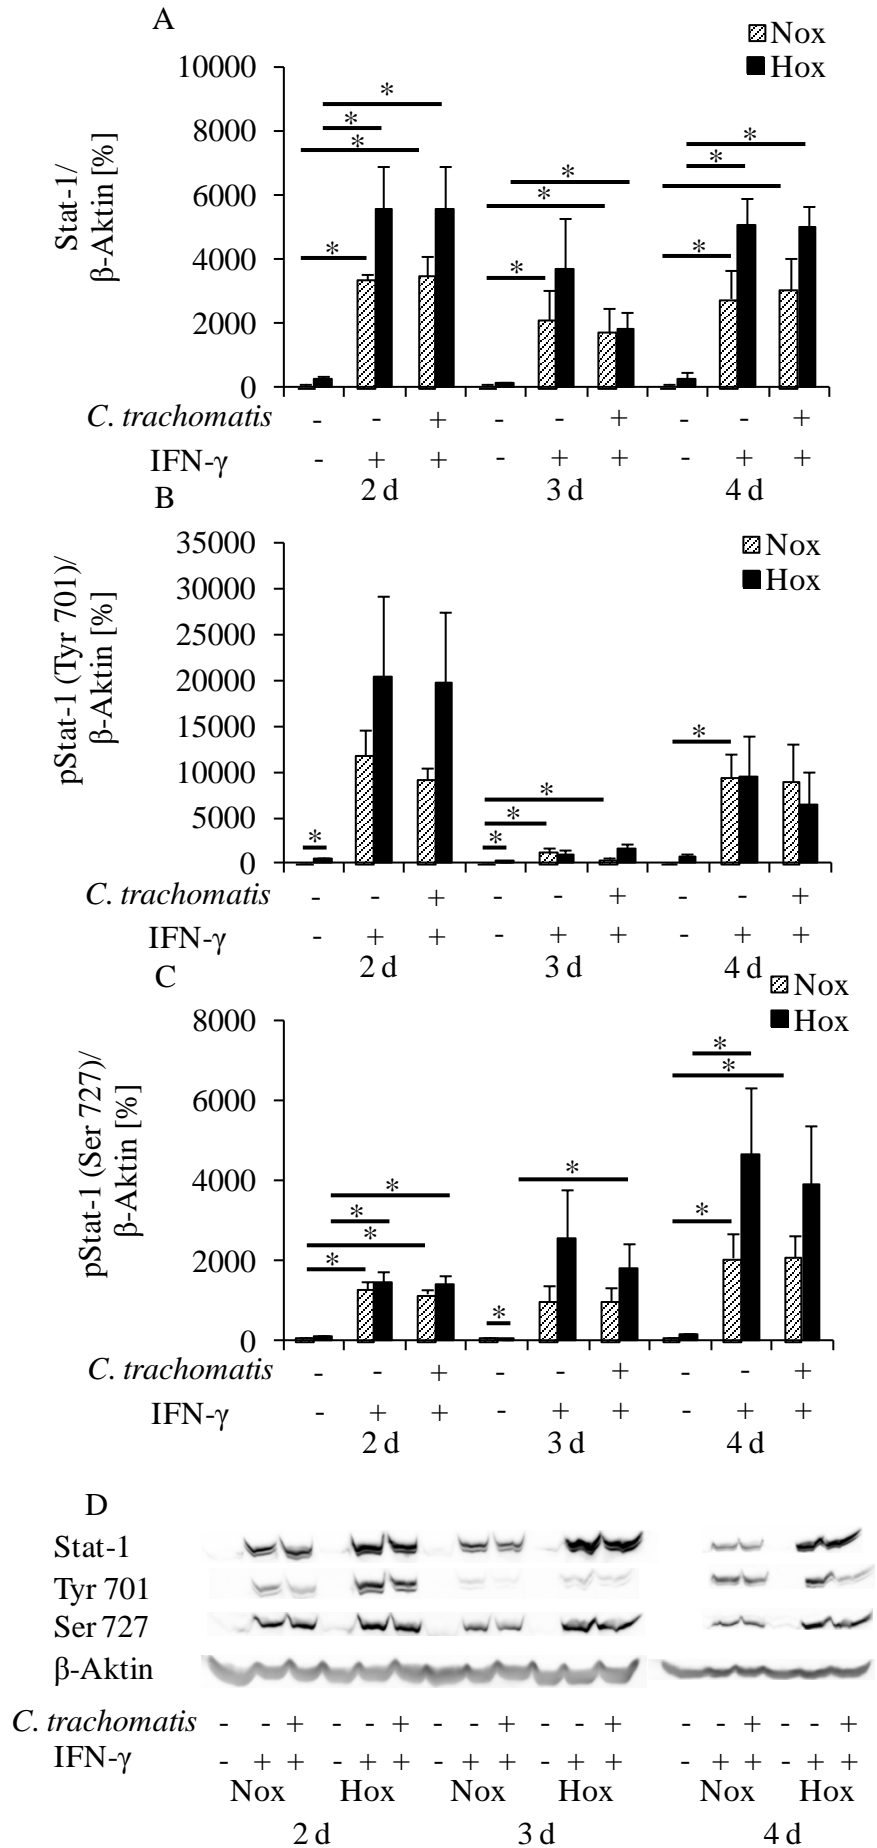 A
Nox
Hox
10000
8000
6000
4000
2000
0
Stat-1/
β-Aktin [%]
* * * * * * * * * * *
C. trachomatis - - + - - + - - +
IFN-γ - + + - + + - + +
2 d 3 d 4 d
B
Nox
Hox
35000
30000
25000
20000
15000
10000
5000
0
pStat-1 (Tyr 701)/
β-Aktin [%]
* * * * *
C. trachomatis - - + - - + - - +
IFN-γ - + + - + + - + +
2 d 3 d 4 d
C
Nox
Hox
8000
6000
4000
2000
0
pStat-1 (Ser 727)/
β-Aktin [%]
* * * * * * * * *
C. trachomatis - - + - - + - - +
IFN-γ - + + - + + - + +
2 d 3 d 4 d
D
Stat-1
Tyr 701
Ser 727
β-Aktin
C. trachomatis - - + - - + - - + - - + - - + - - +
IFN-γ - + + - + + - + + - + + - + + - + +
Nox Hox Nox Hox Nox Hox
2 d 3 d 4 d